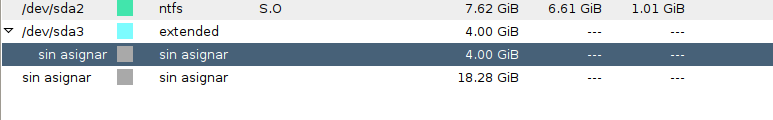 /dev/sda2 ntfs S.O 7.62 GiB 6.61 GiB 1.01 GiB
/dev/sda3 extended 4.00 GiB --- ---
sin asignar sin asignar 4.00 GiB --- ---
sin asignar sin asignar 18.28 GiB --- ---